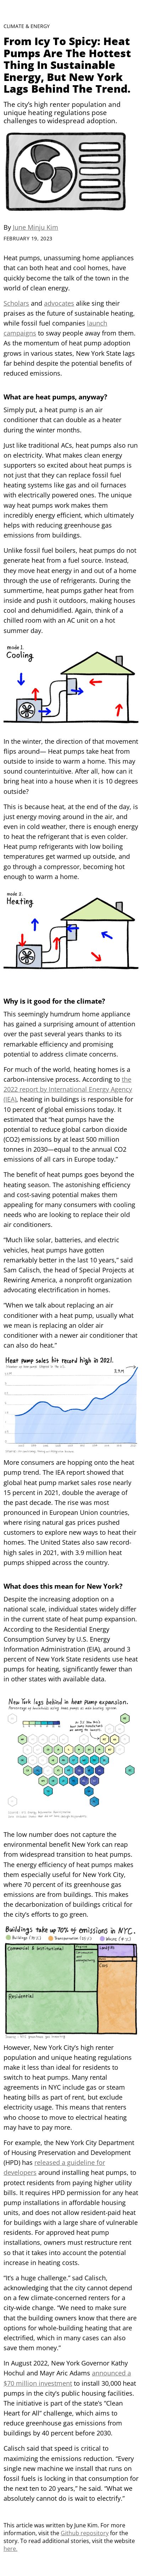 CLIMATE & ENERGY
From Icy To Spicy: Heat
Pumps Are The Hottest
Thing In Sustainable
Energy, But New York
Lags Behind The Trend.
The city’s high renter population and
unique heating regulations pose
challenges to widespread adoption.
By June Minju Kim
FEBRUARY 19, 2023
Heat pumps, unassuming home appliances
that can both heat and cool homes, have
quickly become the talk of the town in the
world of clean energy.
Scholars and advocates alike sing their
praises as the future of sustainable heating,
while fossil fuel companies launch
campaigns to sway people away from them.
As the momentum of heat pump adoption
grows in various states, New York State lags
far behind despite the potential benefits of
reduced emissions.
What are heat pumps, anyway?
Simply put, a heat pump is an air
conditioner that can double as a heater
during the winter months.
Just like traditional ACs, heat pumps also run
on electricity. What makes clean energy
supporters so excited about heat pumps is
the fact that they can replace fossil fuel
heating systems like gas and oil furnaces
with electrically powered ones. The unique
way heat pumps work makes them
incredibly energy efficient, which ultimately
helps with reducing greenhouse gas
emissions from buildings.
Unlike fossil fuel boilers, heat pumps do not
generate heat from a fuel source. Instead,
they move heat energy in and out of a home
through the use of refrigerants. During the
summertime, heat pumps gather heat from
inside and push it outdoors, making houses
cool and dehumidified. Again, think of a
chilled room with an AC unit on a hot
summer day.
mode 1.
Cooling
In the winter, the direction of that movement
flips around— Heat pumps take heat from
outside to inside to warm a home. This may
sound counterintuitive. After all, how can it
bring heat into a house when it is 10 degrees
outside?
This is because heat, at the end of the day, is
just energy moving around in the air, and
even in cold weather, there is enough energy
to heat the refrigerant that is even colder.
Heat pump refrigerants with low boiling
temperatures get warmed up outside, and
go through a compressor, becoming hot
enough to warm a home.
mode 2.
Heating
Why is it good for the climate?
This seemingly humdrum home appliance
has gained a surprising amount of attention
over the past several years thanks to its
remarkable efficiency and promising
potential to address climate concerns.
For much of the world, heating homes is a
carbon-intensive process. According to the
2022 report by International Energy Agency
(IEA), heating in buildings is responsible for
10 percent of global emissions today. It
estimated that “heat pumps have the
potential to reduce global carbon dioxide
(CO2) emissions by at least 500 million
tonnes in 2030—equal to the annual CO2
emissions of all cars in Europe today.”
The benefit of heat pumps goes beyond the
heating season. The astonishing efficiency
and cost-saving potential makes them
appealing for many consumers with cooling
needs who are looking to replace their old
air conditioners.
“Much like solar, batteries, and electric
vehicles, heat pumps have gotten
remarkably better in the last 10 years,” said
Sam Calisch, the head of Special Projects at
Rewiring America, a nonprofit organization
advocating electrification in homes.
“When we talk about replacing an air
conditioner with a heat pump, usually what
we mean is replacing an older air
conditioner with a newer air conditioner that
can also do heat.”
Heat pump sales hit record high in 2021.
3.9M
More consumers are hopping onto the heat
pump trend. The IEA report showed that
global heat pump market sales rose nearly
15 percent in 2021, double the average of
the past decade. The rise was most
pronounced in European Union countries,
where rising natural gas prices pushed
consumers to explore new ways to heat their
homes. The United States also saw record-
high sales in 2021, with 3.9 million heat
pumps shipped across the country.
What does this mean for New York?
Despite the increasing adoption on a
national scale, individual states widely differ
in the current state of heat pump expansion.
According to the Residential Energy
Consumption Survey by U.S. Energy
Information Administration (EIA), around 3
percent of New York State residents use heat
pumps for heating, significantly fewer than
in other states with available data.
New York lags behind in heat pump expansion.
The low number does not capture the
environmental benefit New Yorkers can reap
from widespread adoption of heat pumps.
The energy efficiency of heat pumps makes
them especially useful for New York City,
where 70 percent of its greenhouse gas
emissions are from buildings. This makes
the decarbonization of buildings critical for
the city’s efforts to go green.
Buildings take up 70% of emissions in NYC.
Commercial & Institutional
Residential
However, New York City’s high renter
population and unique heating regulations
make it less than ideal for residents to
switch to heat pumps. Many rental
agreements in NYC include gas or steam
heating bills as part of rent, but exclude
electricity usage. This means that renters
who choose to move to electrical heating
may have to pay more.
For example, the New York City Department
of Housing Preservation and Development
(HPD) has released a guideline for
developers around installing heat pumps, to
protect residents from paying higher utility
bills. It requires HPD permission for any heat
pump installations in affordable housing
units, and does not allow resident-paid heat
for buildings with a large share of vulnerable
residents. For approved heat pump
installations, owners must restructure rent
so that it takes into account the potential
increase in heating costs.
“It’s a huge challenge.” sad Calisch,
acknowledging that the city cannot depend
on a few climate-concerned renters for a
city-wide change. “We need to make sure
that the building owners know that there are
options for whole-building heating that are
electrified, which in many cases can also
save them money.”
In August 2022, New York Governor Kathy
Hochul and Mayr Aric Adams announced a
$70 million investment to install 30,000 heat
pumps in the city’s public housing facilities.
The initiative is part of the state’s “Clean
Heart for All” challenge, which aims to
reduce greenhouse gas emissions from
buildings by 40 percent before 2030.
Calisch said that speed is critical to
maximizing the emissions reduction. “Every
single new machine we install that runs on
fossil fuels is locking in that consumption for
the next ten to 20 years,” he said. “What we
absolutely want to do is switch to electrify.”
This article was written by June Kim. For more
information, visit the Github repository for the
story. To read additional stories, visit the website
here.